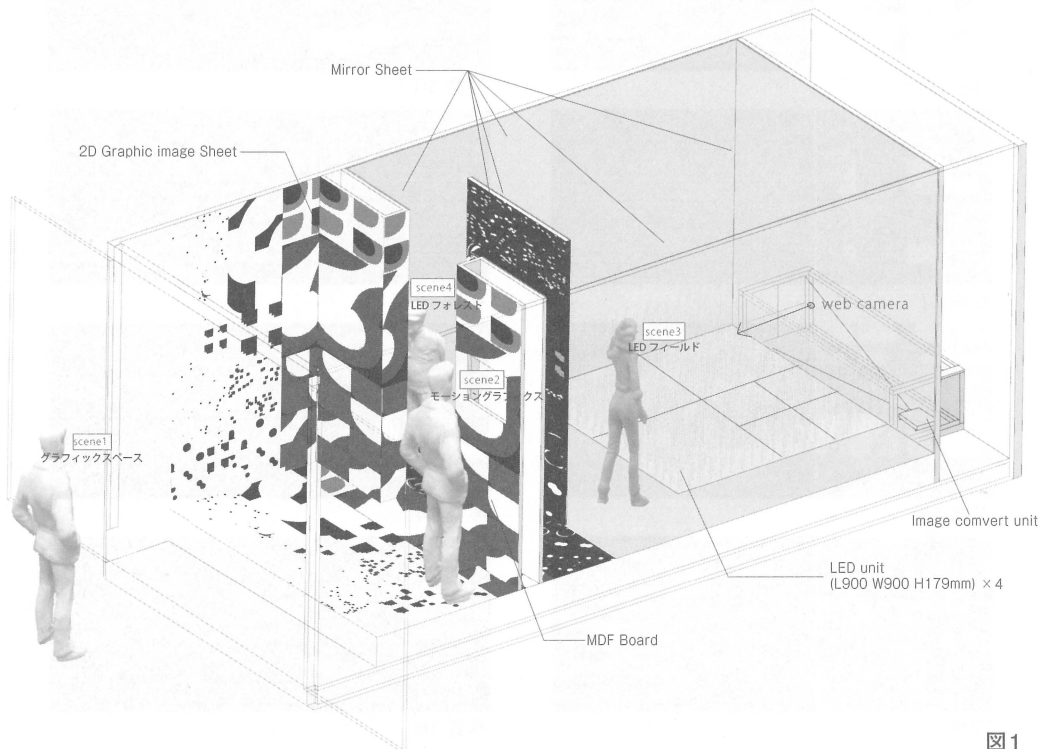 Mirror Sheet
2D Graphic image Sheet
scene4
LED フォレスト
web camera
scene3
LED フィールド
scene2
モーショングラフィックス
scene1
グラフィックスペース
Image comvert unit
LED unit
(L900 W900 H179mm) × 4
MDF Board
図1